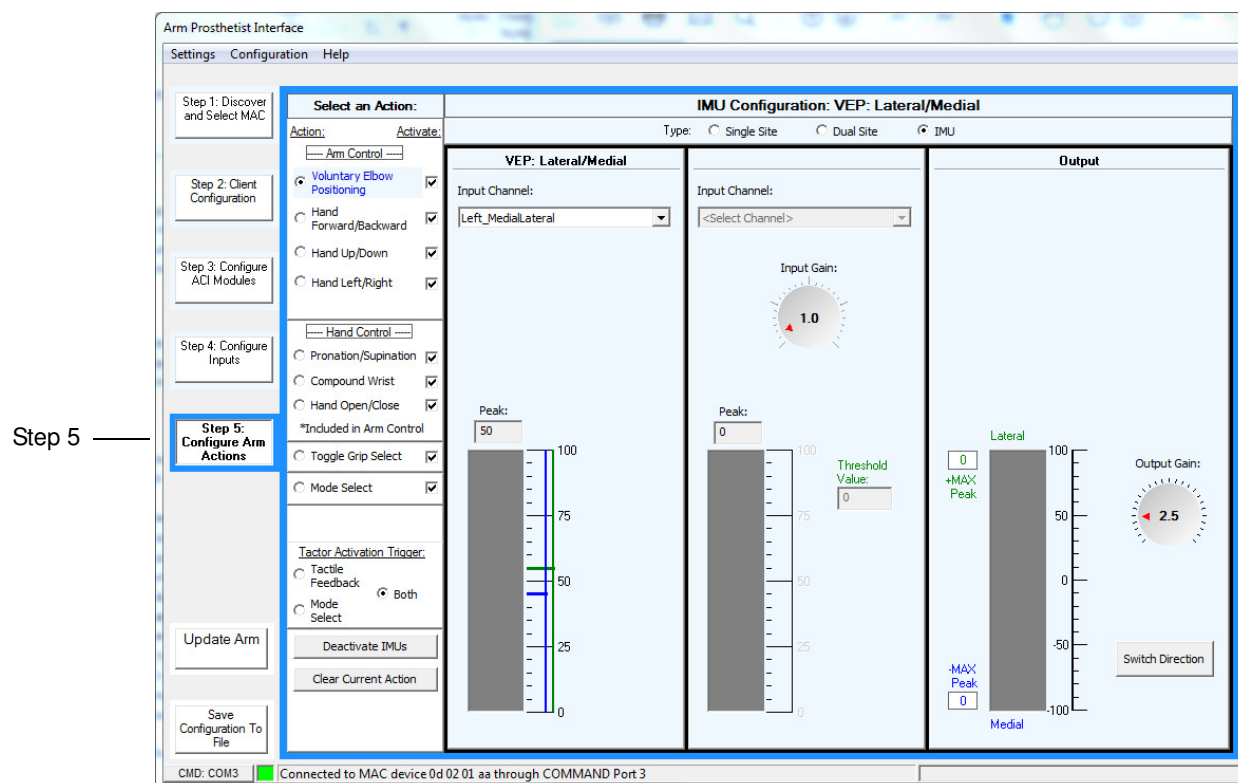 Arm Prosthetist Interface
Settings Configuration Help
Step 1: Discover
and Select MAC
Step 2: Client
Configuration
Step 3: Configure
ACI Modules
Step 4: Configure
Inputs
Step 5
Step 5:
Configure Arm
Actions
Update Arm
Save
Configuration To
File
Select an Action:
Action: Activate:
---- Arm Control ----
Voluntary Elbow
Positioning
Hand
Forward/Backward
Hand Up/Down
Hand Left/Right
---- Hand Control ----
Pronation/Supination
Compound Wrist
Hand Open/Close
*Included in Arm Control
Toggle Grip Select
Mode Select
Tactor Activation Trigger:
Tactile
Feedback
Both
Mode
Select
Deactivate IMUs
Clear Current Action
IMU Configuration: VEP: Lateral/Medial
Type: Single Site Dual Site IMU
VEP: Lateral/Medial
Input Channel:
Left_MedialLateral
Peak:
50
100
75
50
25
0
Input Channel:
<Select Channel>
Input Gain:
1.0
Peak:
0
100
75
50
25
0
Threshold
Value:
0
Output
Lateral
0
+MAX
Peak
100
50
0
-50
-100
-MAX
Peak
0
Medial
Output Gain:
2.5
Switch Direction
CMD: COM3 Connected to MAC device 0d 02 01 aa through COMMAND Port 3